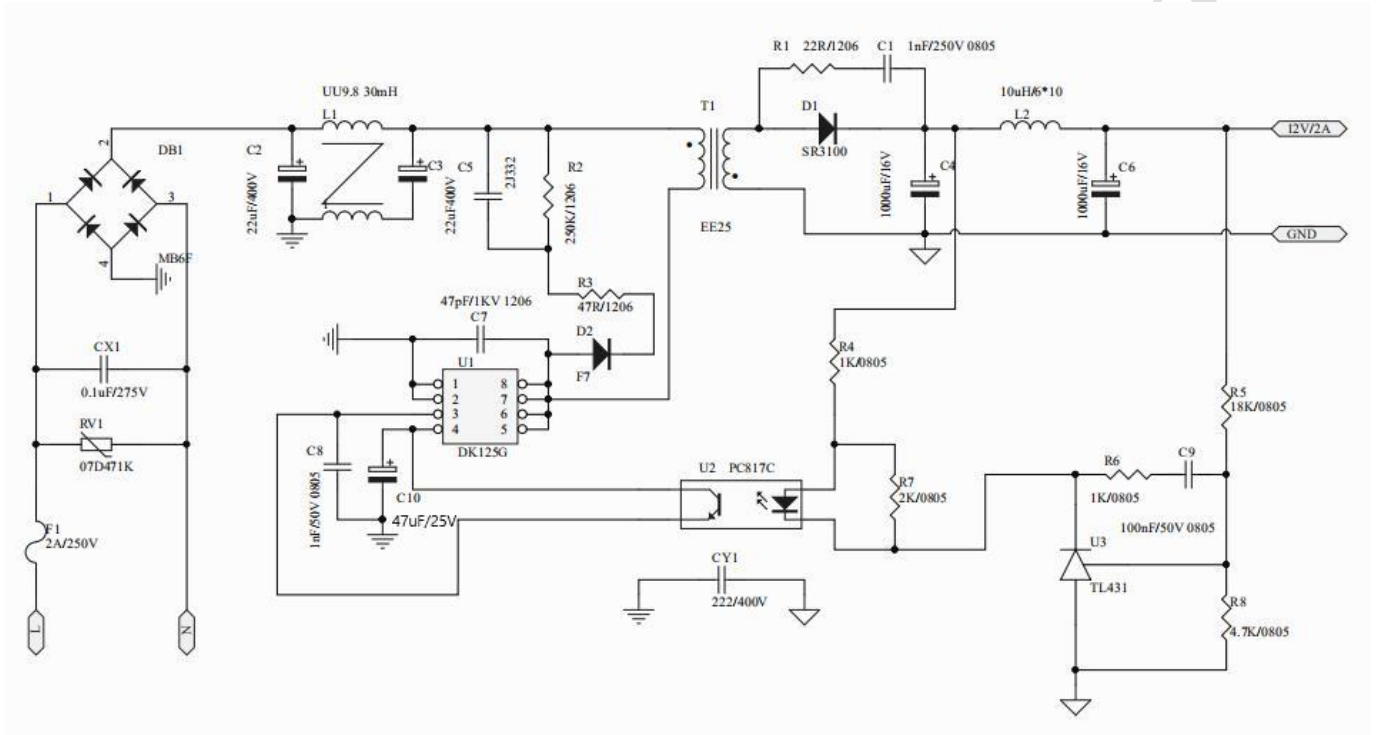 R1 22R/1206 C1 1nF/250V 0805
UU9.8 30mH
L1
T1
D1
SR3100
10uH/6*10
L2
12V/2A
2
DB1
C2
22uF/400V
C3
22uF400V
C5
2J332
R2
250K/1206
C4
1000uF/16V
C6
1000uF/16V
1
3
EE25
GND
4
MB6F
R3
47R/1206
47pF/1KV 1206
C7
D2
F7
R4
1K/0805
CX1
0.1uF/275V
U1
1 8
2 7
3 6
4 5
DK125G
R5
18K/0805
RV1
07D471K
C8
1nF/50V 0805
C10
47uF/25V
U2 PC817C
R7
2K/0805
R6
1K/0805
C9
100nF/50V 0805
F1
2A/250V
U3
TL431
CY1
222/400V
R8
4.7K/0805
L
N